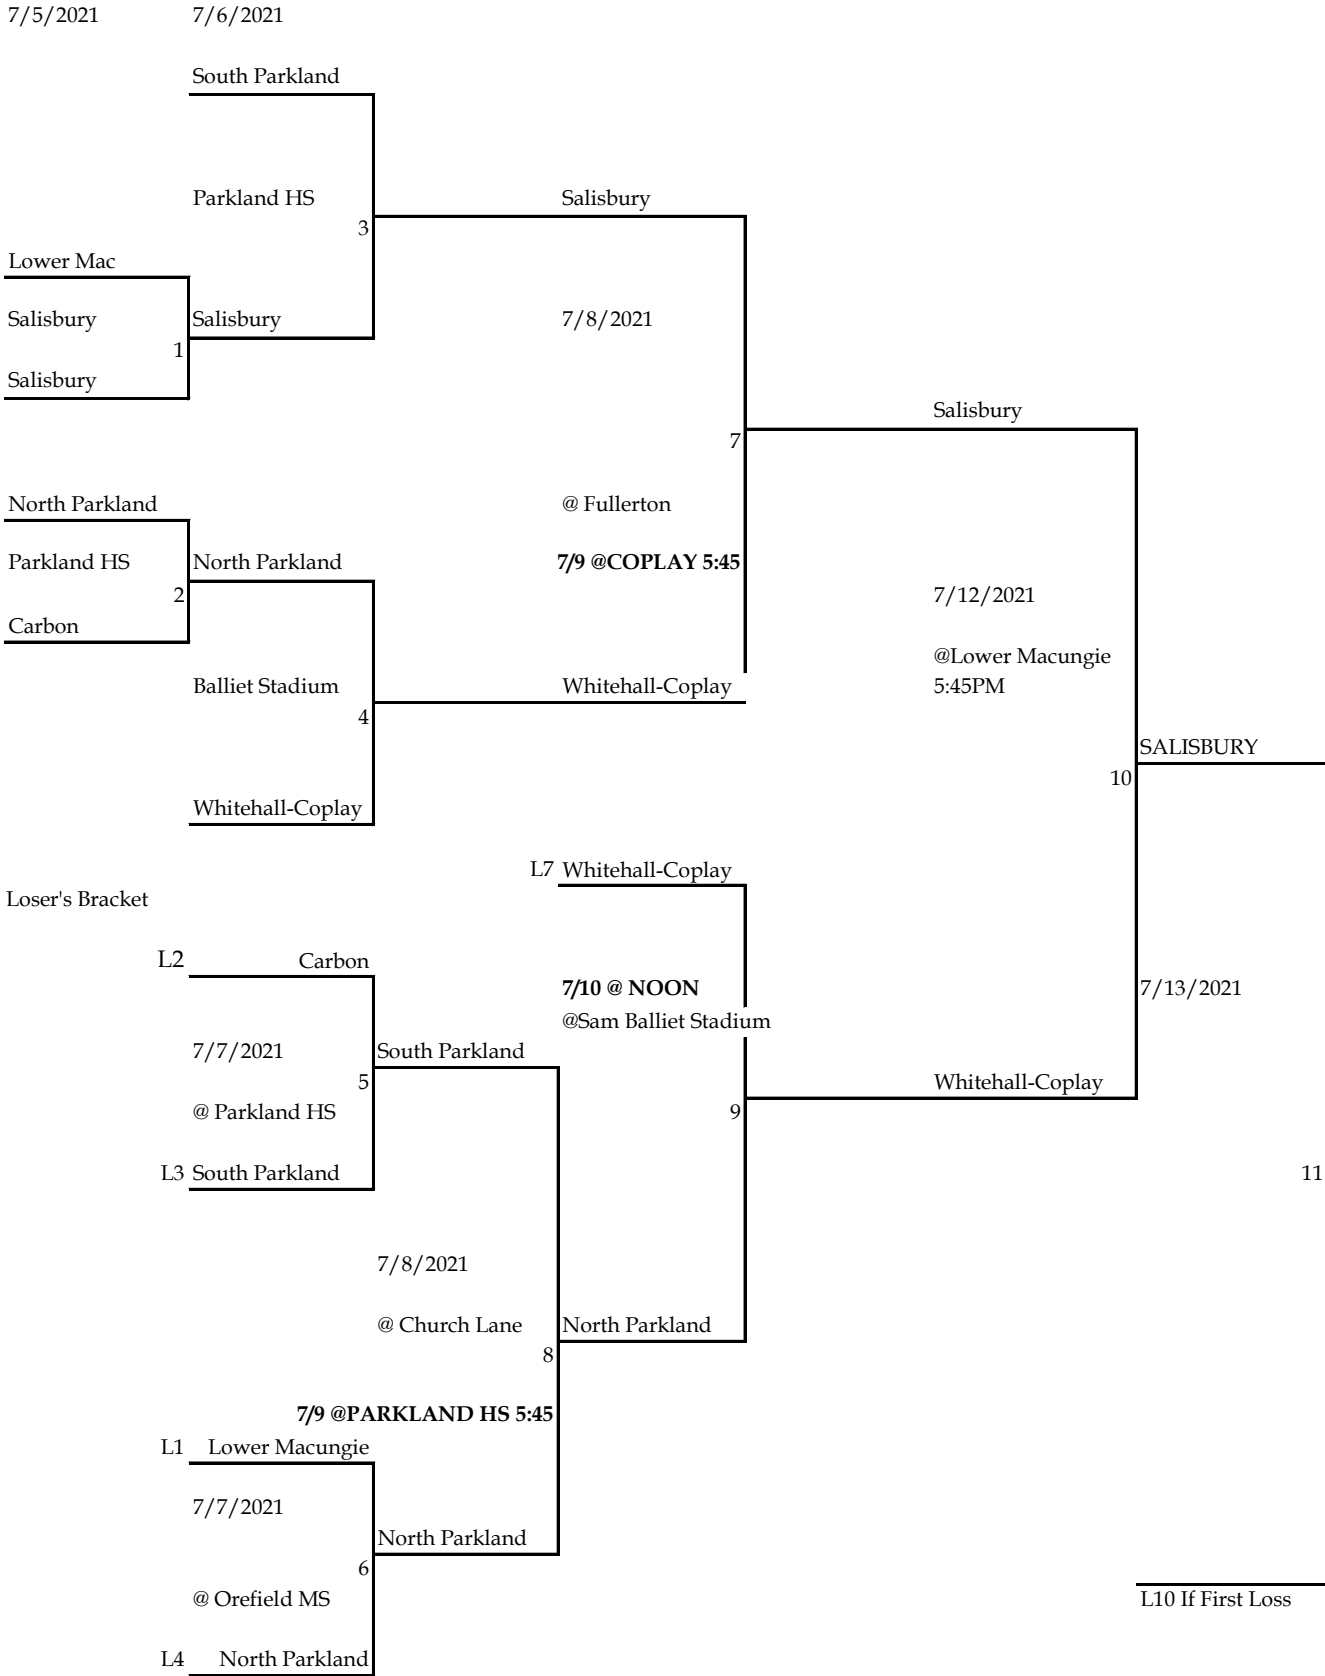 7/5/2021 7/6/2021
South Parkland
Parkland HS Salisbury
3
Lower Mac
Salisbury Salisbury 7/8/2021
1
Salisbury
Salisbury
7
North Parkland @ Fullerton
Parkland HS North Parkland 7/9 @COPLAY 5:45
2 7/12/2021
Carbon
@Lower Macungie
Balliet Stadium Whitehall-Coplay 5:45PM
4
SALISBURY
10
Whitehall-Coplay
L7 Whitehall-Coplay
Loser's Bracket
L2 Carbon
7/10 @ NOON 7/13/2021
@Sam Balliet Stadium
7/7/2021 South Parkland
5 Whitehall-Coplay
@ Parkland HS 9
L3 South Parkland 11
7/8/2021
@ Church Lane North Parkland
8
7/9 @PARKLAND HS 5:45
L1 Lower Macungie
7/7/2021
North Parkland
6
@ Orefield MS L10 If First Loss
L4 North Parkland